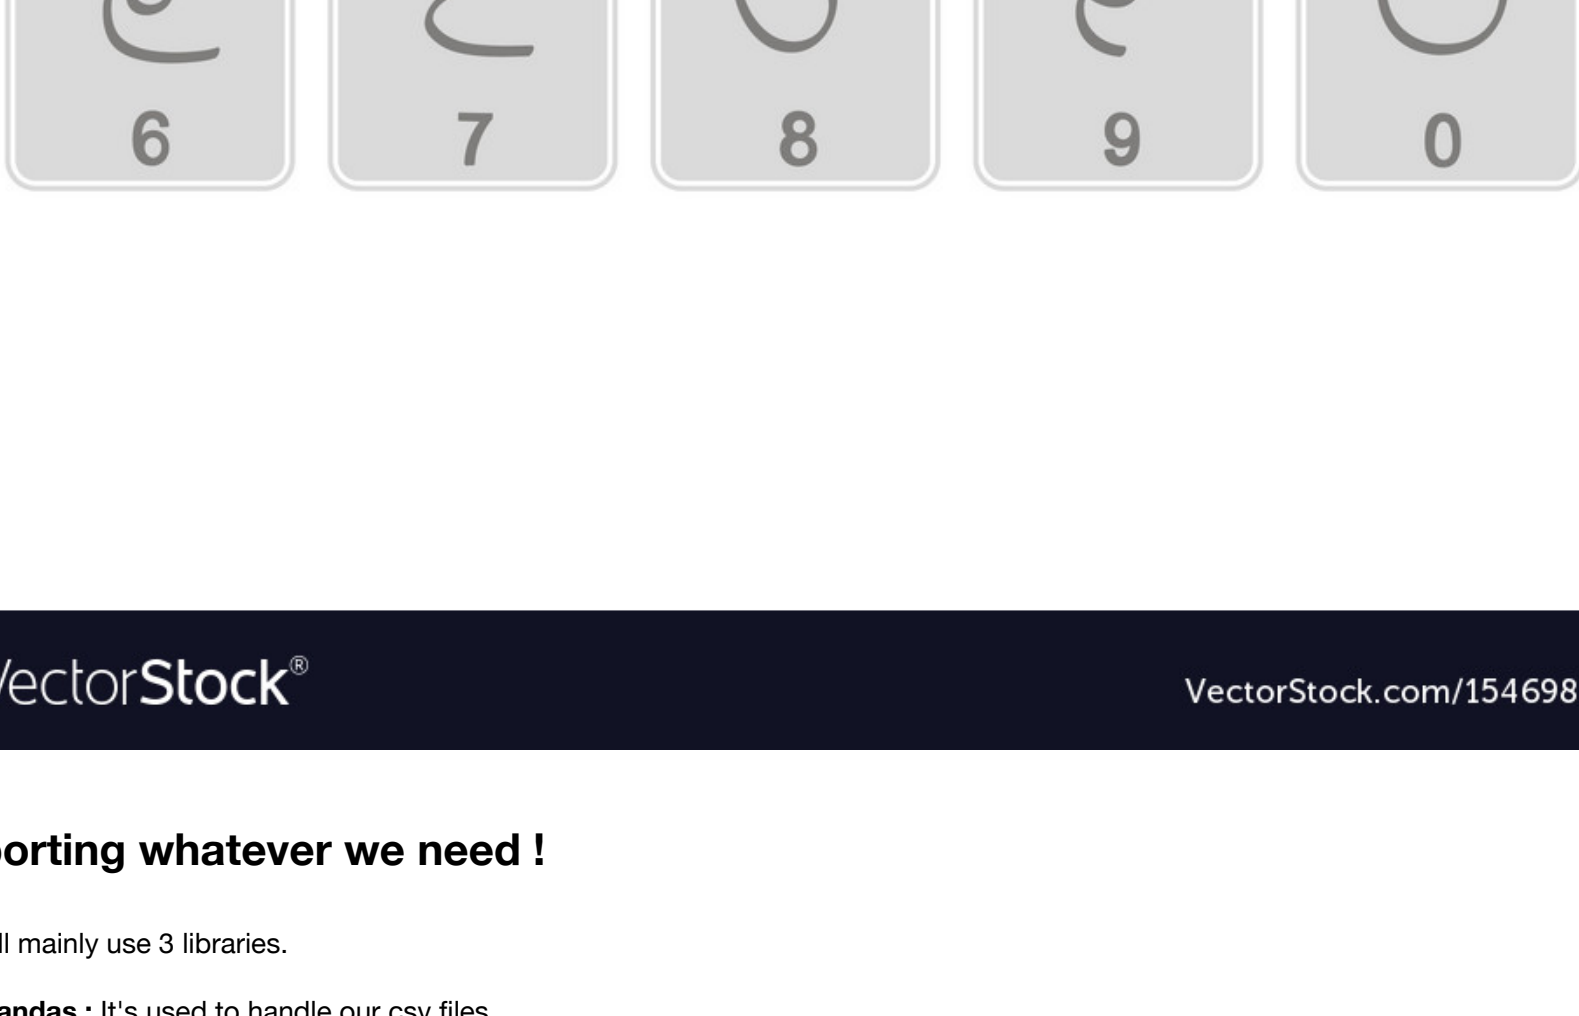 6 7 8 9 0
VectorStock®
VectorStock.com/154698
orting whatever we need !
ll mainly use 3 libraries.
andas : It's used to handle our csv files